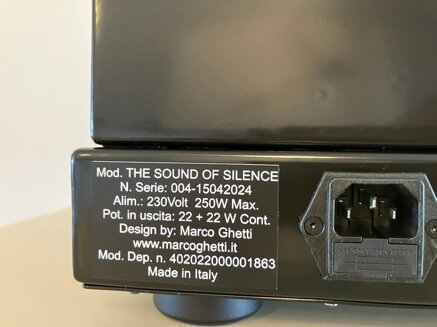 Mod. THE SOUND OF SILENCE
N. Serie: 004-15042024
Alim.: 230Volt 250W Max.
Pot. in uscita: 22 + 22 W Cont.
Design by: Marco Ghetti
www.marcoghetti.it
Mod. Dep. n. 402022000001863
Made in Italy